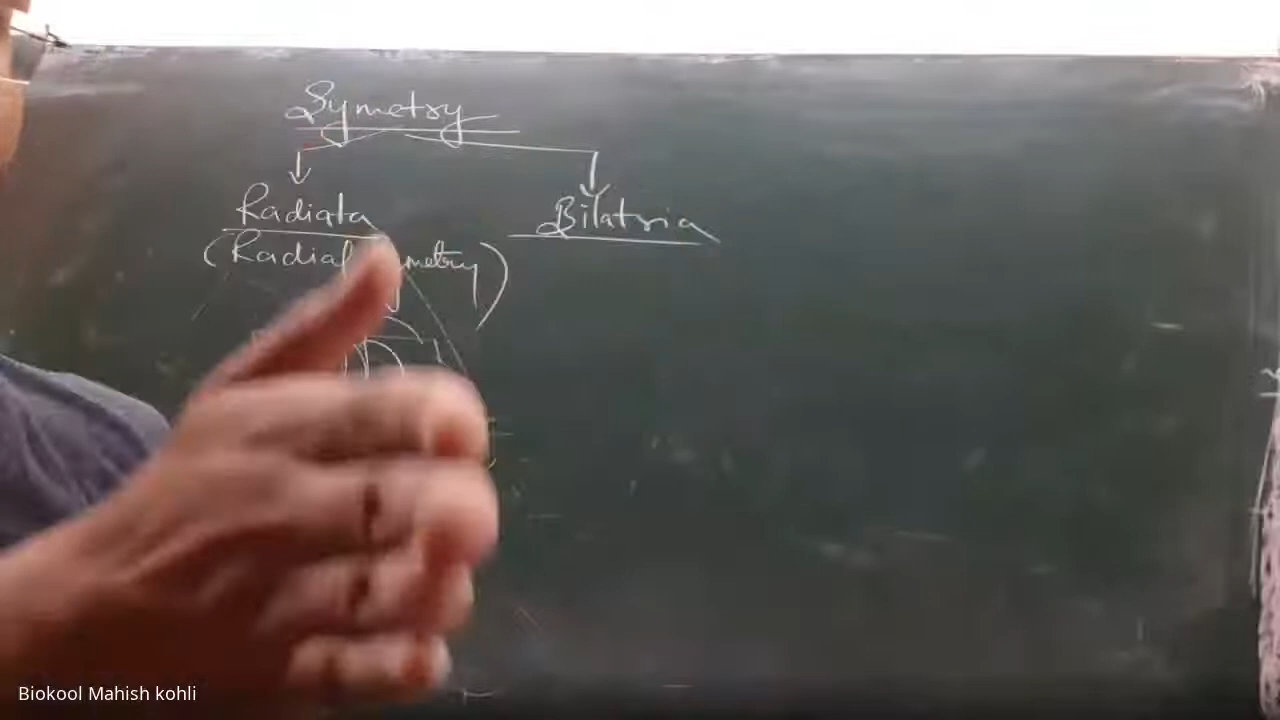 Symetry
Radiata
Bilatria
(Radial metry)
Biokool Mahish kohli